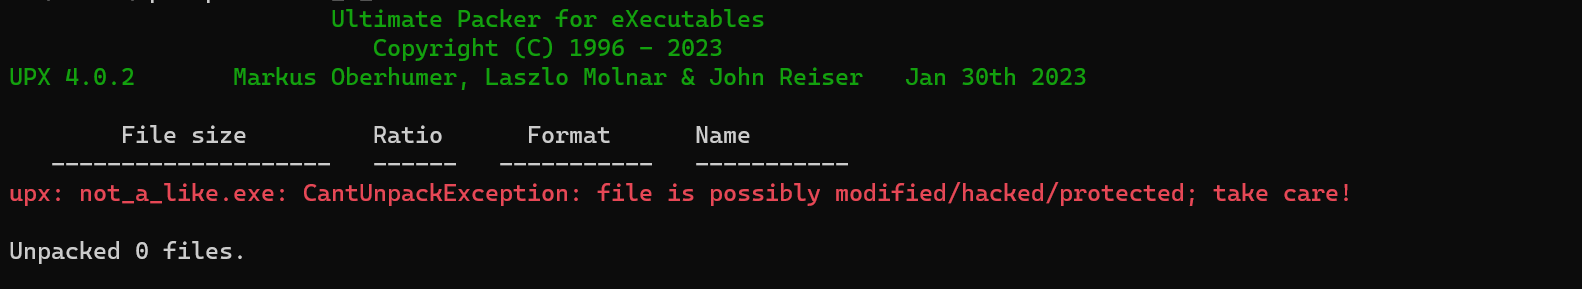 Ultimate Packer for eXecutables
Copyright (C) 1996 - 2023
UPX 4.0.2       Markus Oberhumer, Laszlo Molnar & John Reiser   Jan 30th 2023
File size         Ratio      Format      Name
--------------------   ------   -----------   -----------
upx: not_a_like.exe: CantUnpackException: file is possibly modified/hacked/protected; take care!
Unpacked 0 files.